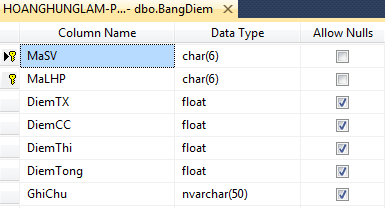 HOANGHUNGLAM-P...- dbo.BangDiem
Column Name Data Type Allow Nulls
MaSV char(6)
MaLHP char(6)
DiemTX float
DiemCC float
DiemThi float
DiemTong float
GhiChu nvarchar(50)